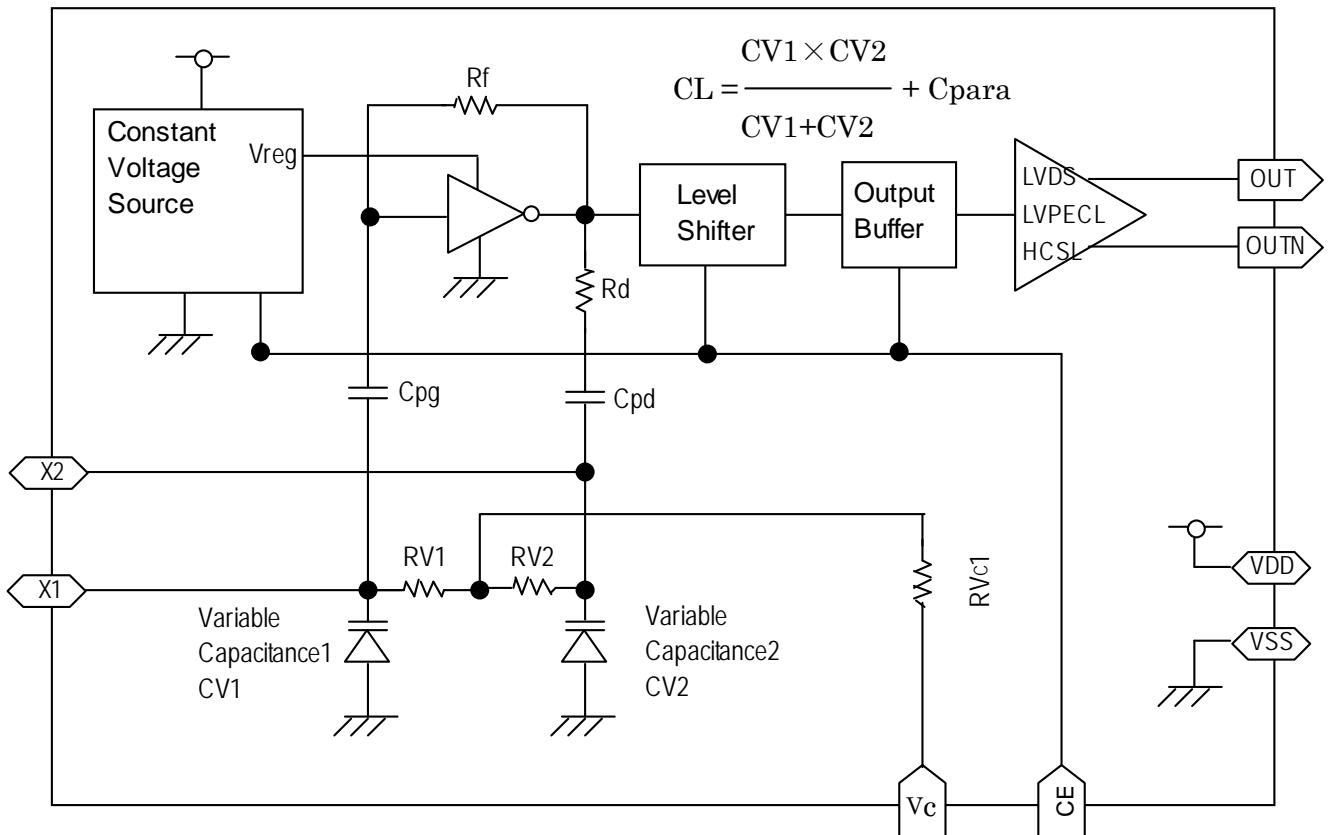 CV1×CV2
CL = ─── + Cpara
CV1+CV2
Rf
Constant
Voltage
Source
Vreg
Level
Shifter
Output
Buffer
LVDS
LVPECL
HCSL
OUT
OUTN
Rd
Cpg
Cpd
X2
X1
RV1
RV2
RVc1
Variable
Capacitance1
CV1
Variable
Capacitance2
CV2
VDD
VSS
Vc
CE